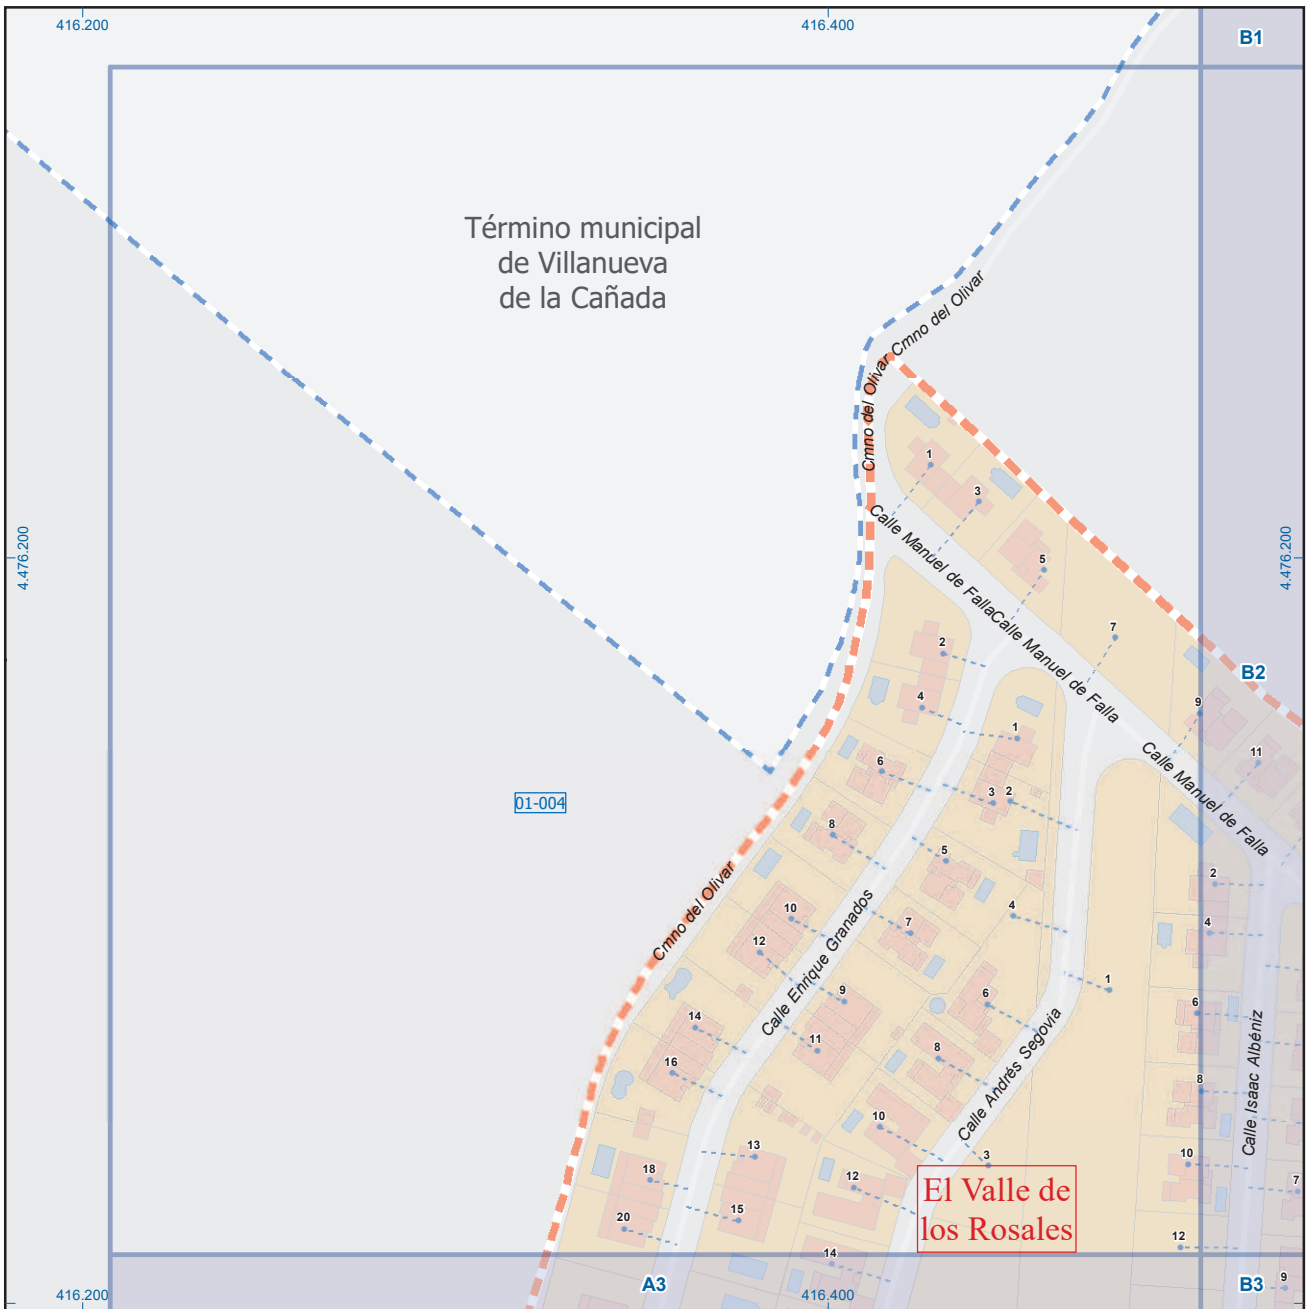 416.200
416.400
B1
Término municipal
de Villanueva
de la Cañada
Cmno del Olivar
Cmno del Olivar
1
3
Calle Manuel de Falla
4.476.200
4.476.200
5
Calle Manuel de Falla
7
2
B2
4
9
1
Calle Manuel de Falla
11
6
3
2
01-004
8
5
2
Cmno del Olivar
10
7
4
4
12
Calle Enrique Granados
9
6
1
6
14
11
8
Calle Andrés Segovia
Calle Isaac Albéniz
16
8
10
13
3
10
18
12
7
El Valle de
los Rosales
15
20
12
14
A3
B3
9
416.200
416.400